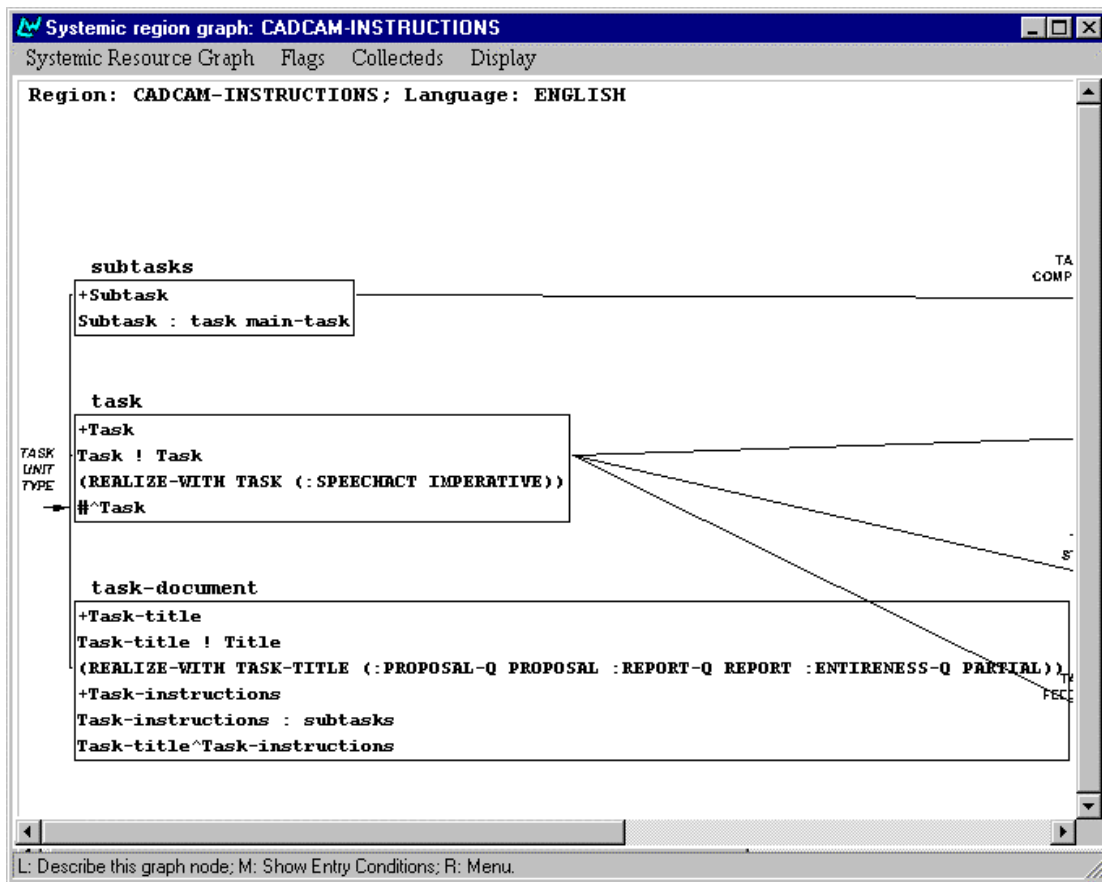 Systemic region graph: CADCAM-INSTRUCTIONS
Systemic Resource Graph Flags Collecteds Display
Region: CADCAM-INSTRUCTIONS; Language: ENGLISH
TA
COMP
subtasks
+Subtask
Subtask : task main-task
task
+Task
Task ! Task
(REALIZE-WITH TASK (:SPEECHACT IMPERATIVE))
#^Task
TASK
UNIT
TYPE
task-document
+Task-title
Task-title ! Title
(REALIZE-WITH TASK-TITLE (:PROPOSAL-Q PROPOSAL :REPORT-Q REPORT :ENTIRENESS-Q PARTIAL))
+Task-instructions
Task-instructions : subtasks
Task-title^Task-instructions
L: Describe this graph node; M: Show Entry Conditions; R: Menu.